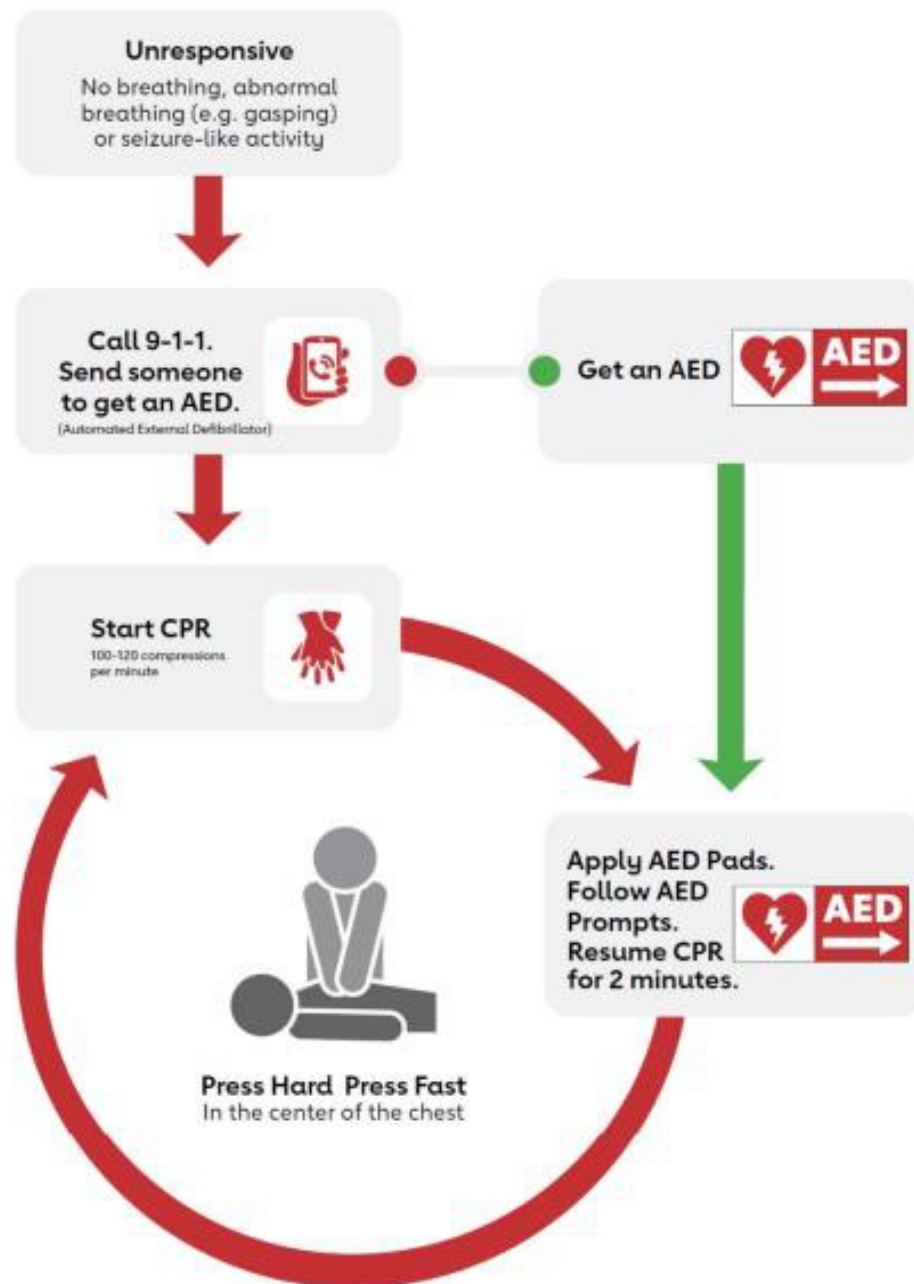 Unresponsive
No breathing, abnormal
breathing (e.g. gasping)
or seizure-like activity
Call 9-1-1.
Send someone
to get an AED.
(Automated External Defibrillator)
Get an AED
AED
Start CPR
100-120 compressions
per minute
Apply AED Pads.
Follow AED
Prompts.
Resume CPR
for 2 minutes.
AED
Press Hard Press Fast
In the center of the chest